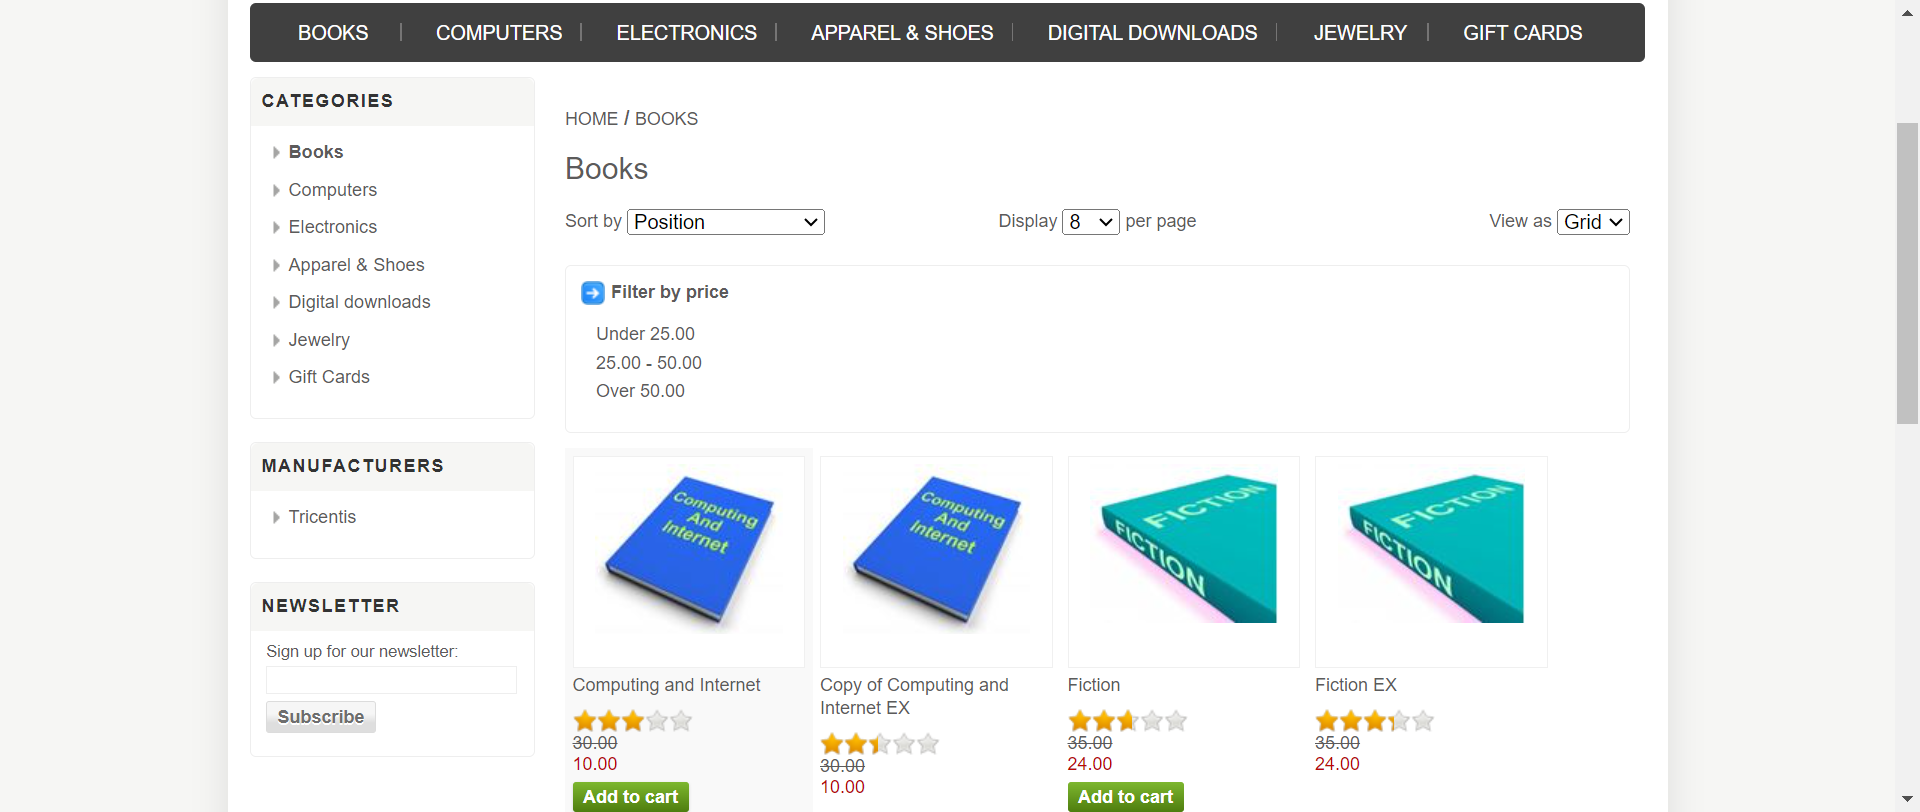 BOOKS COMPUTERS ELECTRONICS APPAREL & SHOES DIGITAL DOWNLOADS JEWELRY GIFT CARDS
CATEGORIES
Books
Computers
Electronics
Apparel & Shoes
Digital downloads
Jewelry
Gift Cards
MANUFACTURERS
Tricentis
NEWSLETTER
Sign up for our newsletter:
Subscribe
HOME / BOOKS
Books
Sort by Position Display 8 per page View as Grid
Filter by price
Under 25.00
25.00 - 50.00
Over 50.00
Computing
And
Internet
Computing and Internet
30.00
10.00
Add to cart
Computing
And
Internet
Copy of Computing and
Internet EX
30.00
10.00
FICTION
FICTION
Fiction
35.00
24.00
Add to cart
FICTION
FICTION
Fiction EX
35.00
24.00